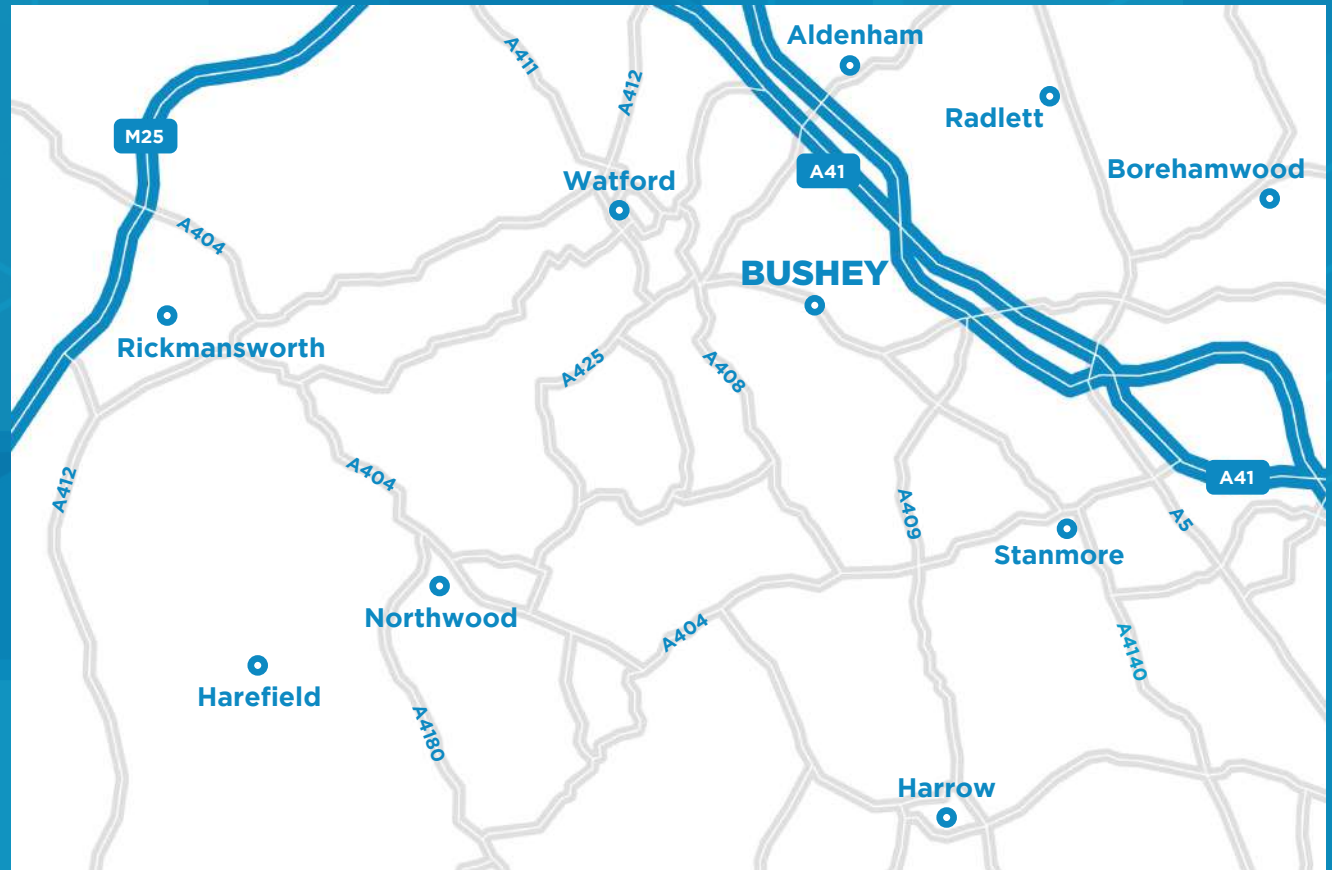 Aldenham
A411
A412
Radlett
M25
A41
Borehamwood
Watford
A404
BUSHEY
Rickmansworth
A425
A408
A412
A404
A41
A409
A5
Stanmore
Northwood
A404
A4140
Harefield
A4180
Harrow